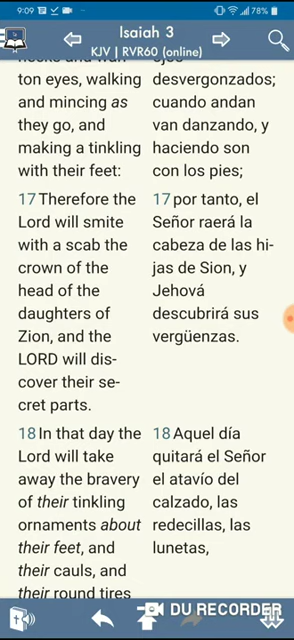 9:09
78%
Isaiah 3
KJV | RVR60 (online)
ton eyes, walking
and mincing as
they go, and
making a tinkling
with their feet:
17 Therefore the
Lord will smite
with a scab the
crown of the
head of the
daughters of
Zion, and the
LORD will dis-
cover their se-
cret parts.
18 In that day the
Lord will take
away the bravery
of their tinkling
ornaments about
their feet, and
their cauls, and
their round tires
desvergonzados;
cuando andan
van danzando, y
haciendo son
con los pies;
17 por tanto, el
Señor raerá la
cabeza de las hi-
jas de Sion, y
Jehová
descubrirá sus
vergüenzas.
18 Aquel día
quitará el Señor
el atavío del
calzado, las
redecillas, las
lunetas,
DU RECORDER